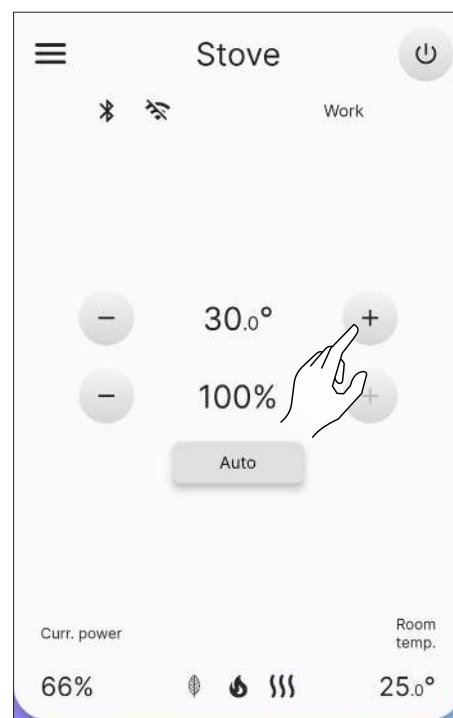 Stove
Work
− 30.0° +
− 100% +
Auto
Curr. power
Room
temp.
66%
25.0°